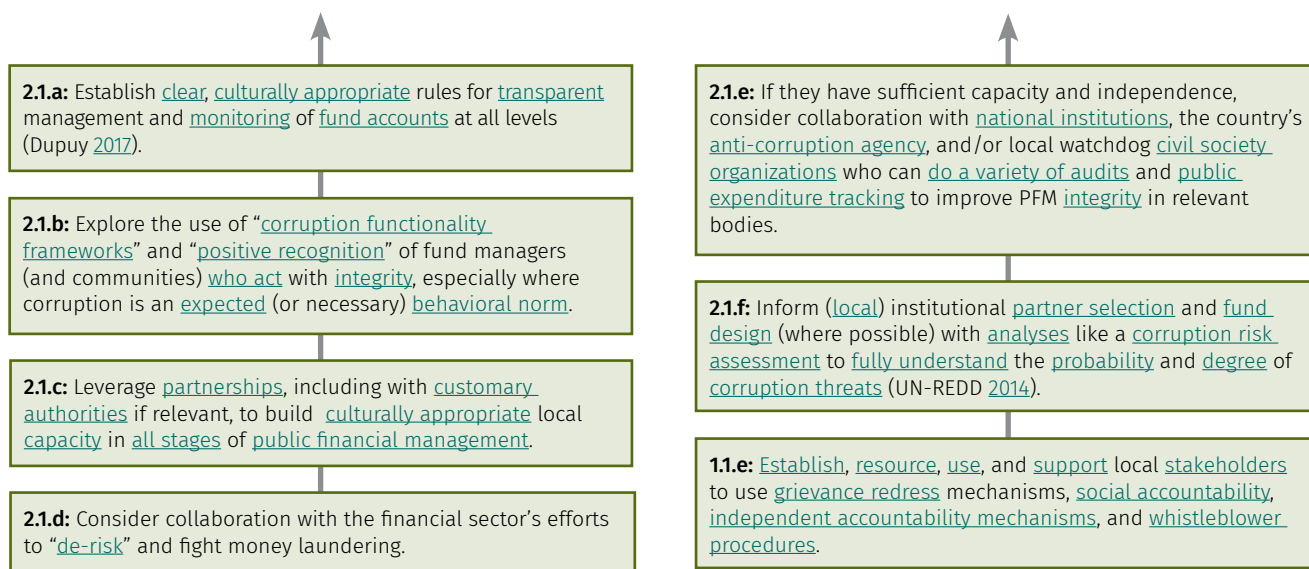 2.1.a: Establish clear, culturally appropriate rules for transparent
management and monitoring of fund accounts at all levels
(Dupuy 2017).
2.1.b: Explore the use of “corruption functionality
frameworks” and “positive recognition” of fund managers
(and communities) who act with integrity, especially where
corruption is an expected (or necessary) behavioral norm.
2.1.c: Leverage partnerships, including with customary
authorities if relevant, to build culturally appropriate local
capacity in all stages of public financial management.
2.1.d: Consider collaboration with the financial sector’s efforts
to “de-risk” and fight money laundering.
2.1.e: If they have sufficient capacity and independence,
consider collaboration with national institutions, the country’s
anti-corruption agency, and/or local watchdog civil society
organizations who can do a variety of audits and public
expenditure tracking to improve PFM integrity in relevant
bodies.
2.1.f: Inform (local) institutional partner selection and fund
design (where possible) with analyses like a corruption risk
assessment to fully understand the probability and degree of
corruption threats (UN-REDD 2014).
1.1.e: Establish, resource, use, and support local stakeholders
to use grievance redress mechanisms, social accountability,
independent accountability mechanisms, and whistleblower
procedures.